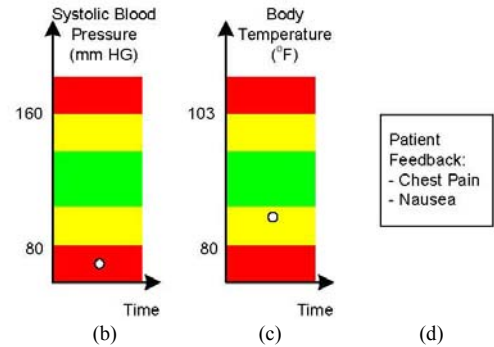 Systolic Blood
Pressure
(mm HG)
160
80
Time
(b)
Body
Temperature
(°F)
103
80
Time
(c)
Patient
Feedback:
- Chest Pain
- Nausea
(d)